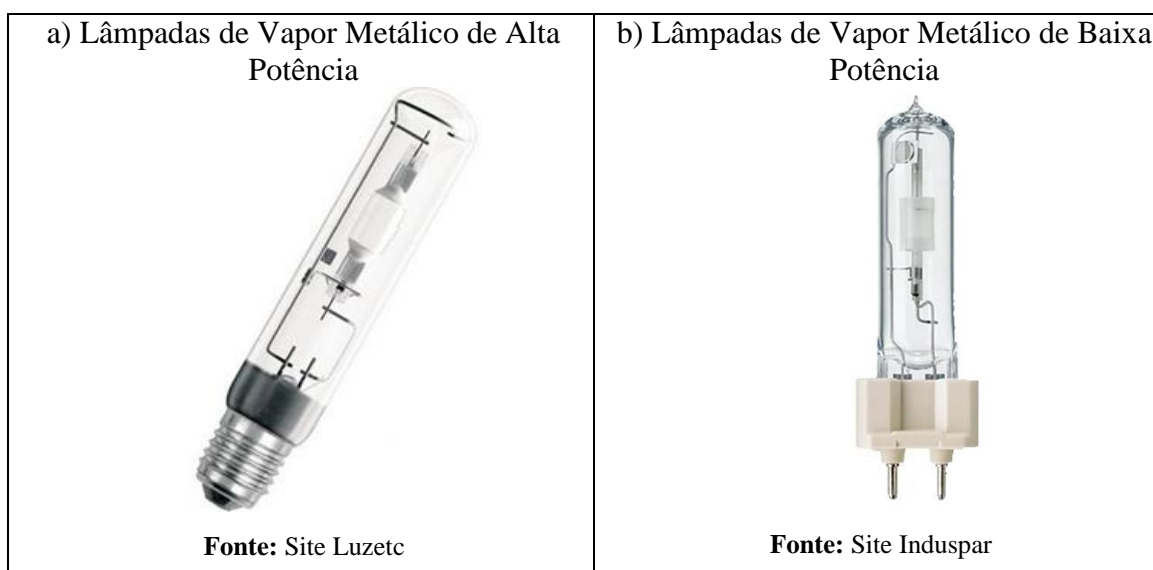 a) Lâmpadas de Vapor Metálico de Alta
Potência
Fonte: Site Luzetc
b) Lâmpadas de Vapor Metálico de Baixa
Potência
Fonte: Site Induspar